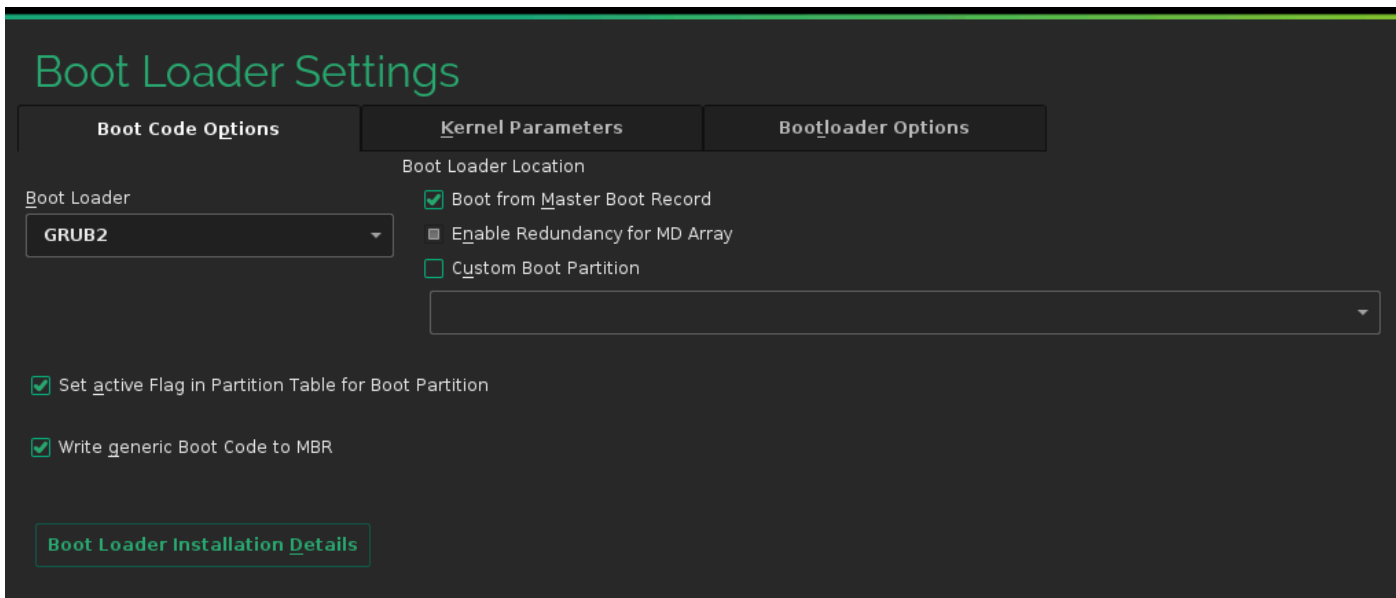 Boot Loader Settings
Boot Code Options
Kernel Parameters
Bootloader Options
Boot Loader Location
Boot Loader
Boot from Master Boot Record
GRUB2
Enable Redundancy for MD Array
Custom Boot Partition
Set active Flag in Partition Table for Boot Partition
Write generic Boot Code to MBR
Boot Loader Installation Details